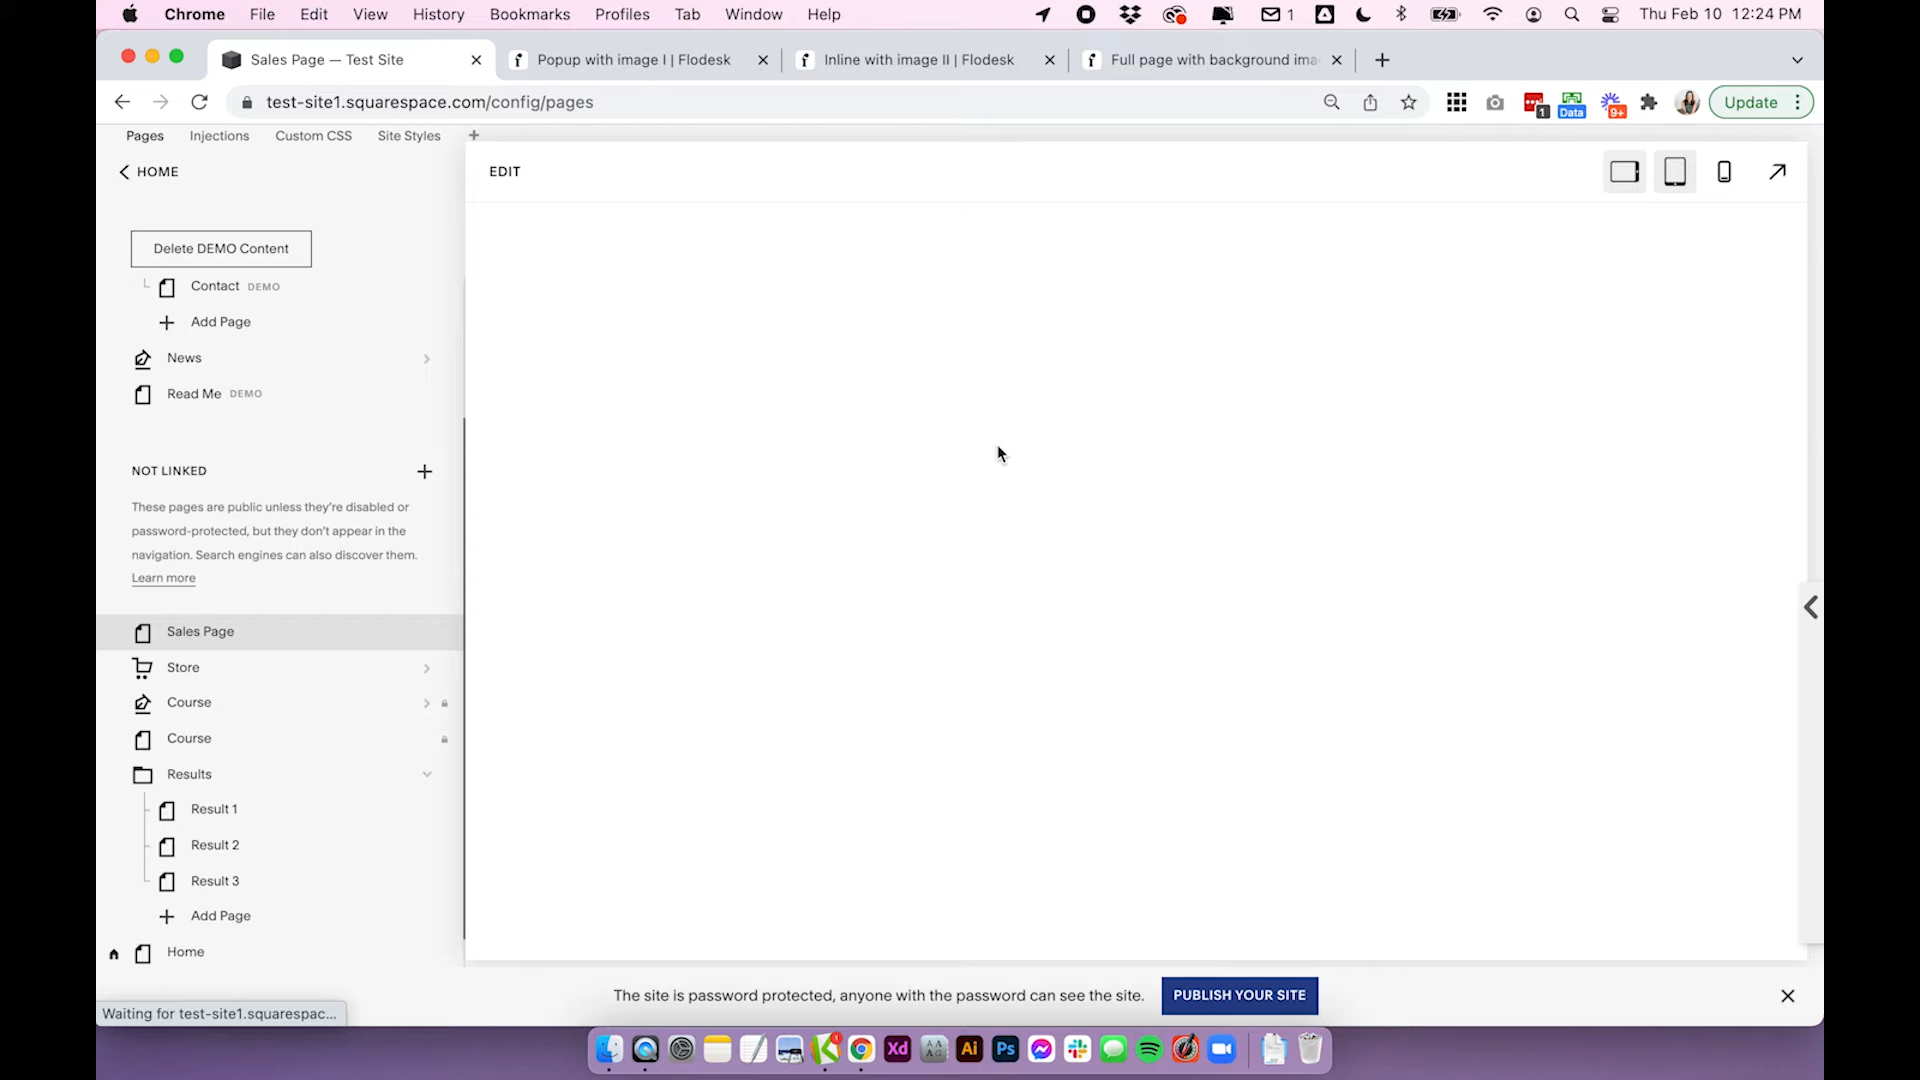 Chrome File Edit View History Bookmarks Profiles Tab Window Help 1 Thu Feb 10 12:24 PM
Sales Page — Test Site Popup with image I | Flodesk Inline with image II | Flodesk Full page with background ima
test-site1.squarespace.com/config/pages 1 Data 9+ Update
Pages Injections Custom CSS Site Styles
HOME
EDIT
Delete DEMO Content
Contact DEMO
Add Page
News
Read Me DEMO
NOT LINKED
These pages are public unless they're disabled or
password-protected, but they don't appear in the
navigation. Search engines can also discover them.
Learn more
Sales Page
Store
Course
Course
Results
Result 1
Result 2
Result 3
Add Page
Home
The site is password protected, anyone with the password can see the site. PUBLISH YOUR SITE
Waiting for test-site1.squarespac...
Xd Ai Ps